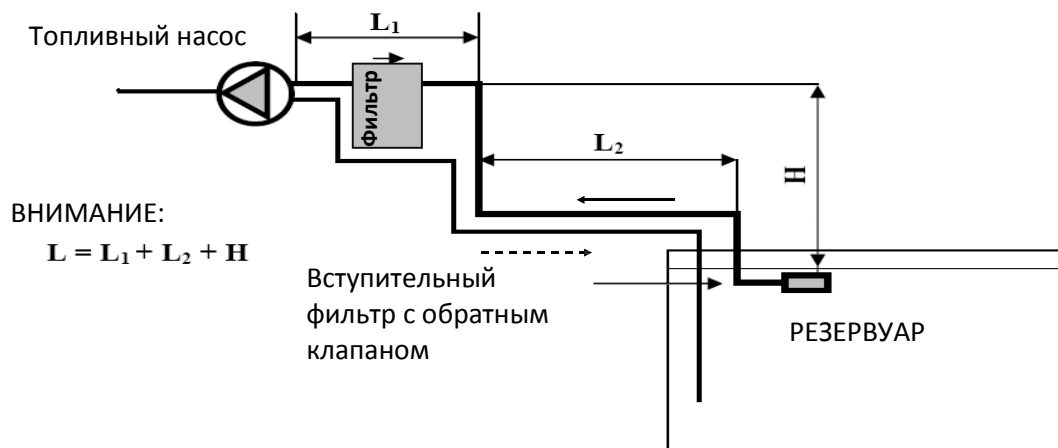 L₁
Топливный насос
Фильтр
L₂
H
ВНИМАНИЕ:
L = L₁ + L₂ + H
Вступительный
фильтр с обратным
клапаном
РЕЗЕРВУАР